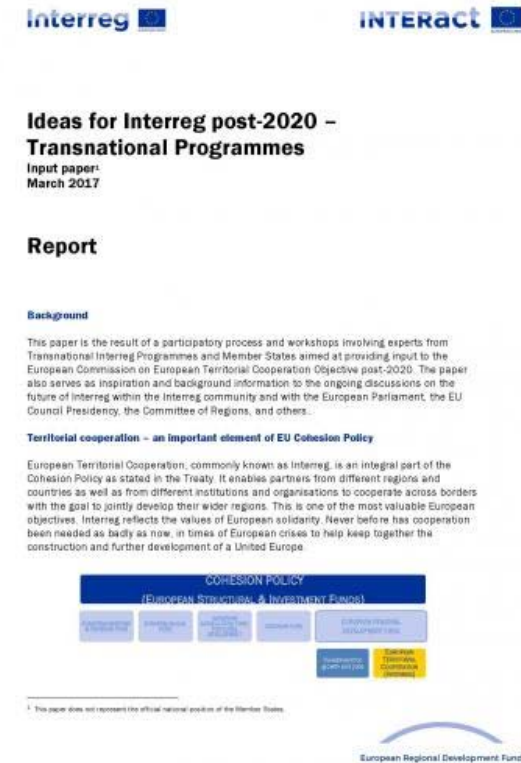 Interreg
INTERACT
Ideas for Interreg post-2020 –
Transnational Programmes
Input paper¹
March 2017
Report
Background
This paper is the result of a participatory process and workshops involving experts from
Transnational Interreg Programmes and Member States aimed at providing input to the
European Commission on European Territorial Cooperation Objective post-2020. The paper
also serves as inspiration and background information to the ongoing discussions on the
future of Interreg within the Interreg community and with the European Parliament, the EU
Council Presidency, the Committee of Regions, and others.
Territorial cooperation – an important element of EU Cohesion Policy
European Territorial Cooperation, commonly known as Interreg, is an integral part of the
Cohesion Policy as stated in the Treaty. It enables partners from different regions and
countries as well as from different institutions and organisations to cooperate across borders
with the goal to jointly develop their wider regions. This is one of the most valuable European
objectives. Interreg reflects the values of European solidarity. Never before has cooperation
been needed as badly as now, in times of European crises to help keep together the
construction and further development of a United Europe.
COHESION POLICY
(EUROPEAN STRUCTURAL & INVESTMENT FUNDS)
EUROPEAN
TERRITORIAL
COOPERATION
(INTERREG)
¹ This paper does not represent the official national position of the Member States.
European Regional Development Fund